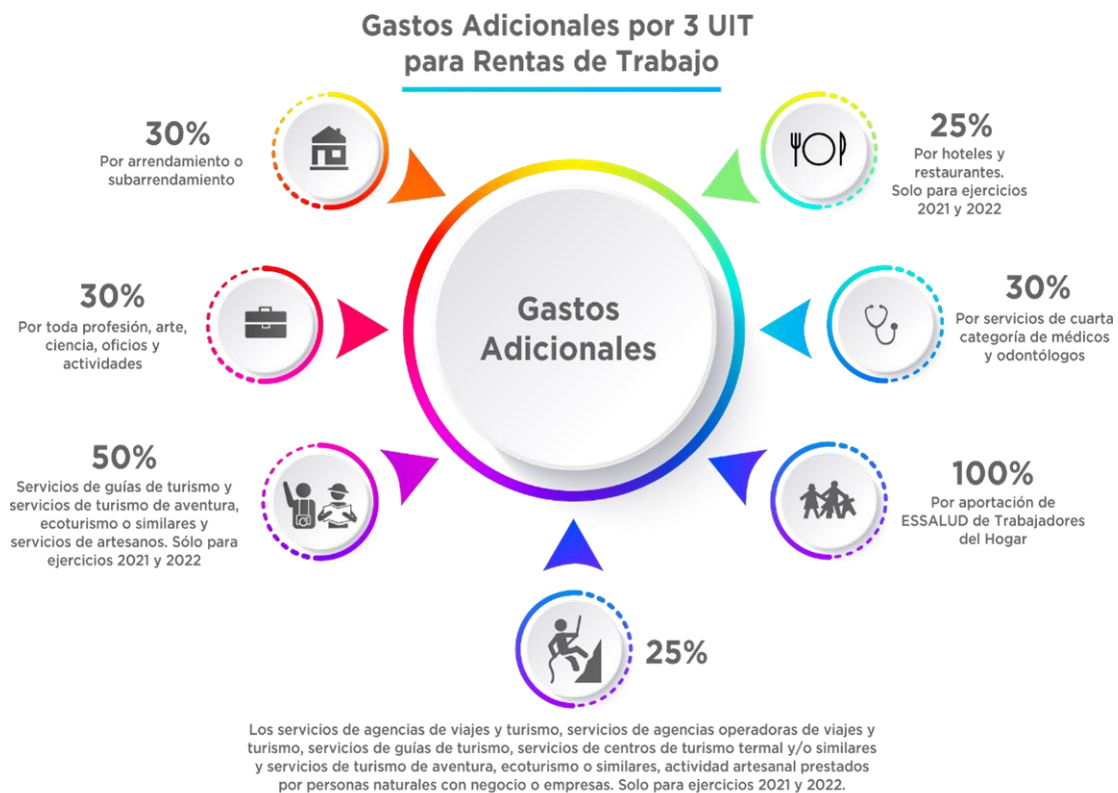 Gastos Adicionales por 3 UIT
para Rentas de Trabajo
30%
Por arrendamiento o
subarrendamiento
25%
Por hoteles y
restaurantes.
Solo para ejercicios
2021 y 2022
30%
Por toda profesión, arte,
ciencia, oficios y
actividades
Gastos
Adicionales
30%
Por servicios de cuarta
categoría de médicos
y odontólogos
50%
Servicios de guías de turismo y
servicios de turismo de aventura,
ecoturismo o similares y
servicios de artesanos. Sólo para
ejercicios 2021 y 2022
100%
Por aportación de
ESSALUD de Trabajadores
del Hogar
25%
Los servicios de agencias de viajes y turismo, servicios de agencias operadoras de viajes y
turismo, servicios de guías de turismo, servicios de centros de turismo termal y/o similares
y servicios de turismo de aventura, ecoturismo o similares, actividad artesanal prestados
por personas naturales con negocio o empresas. Solo para ejercicios 2021 y 2022.